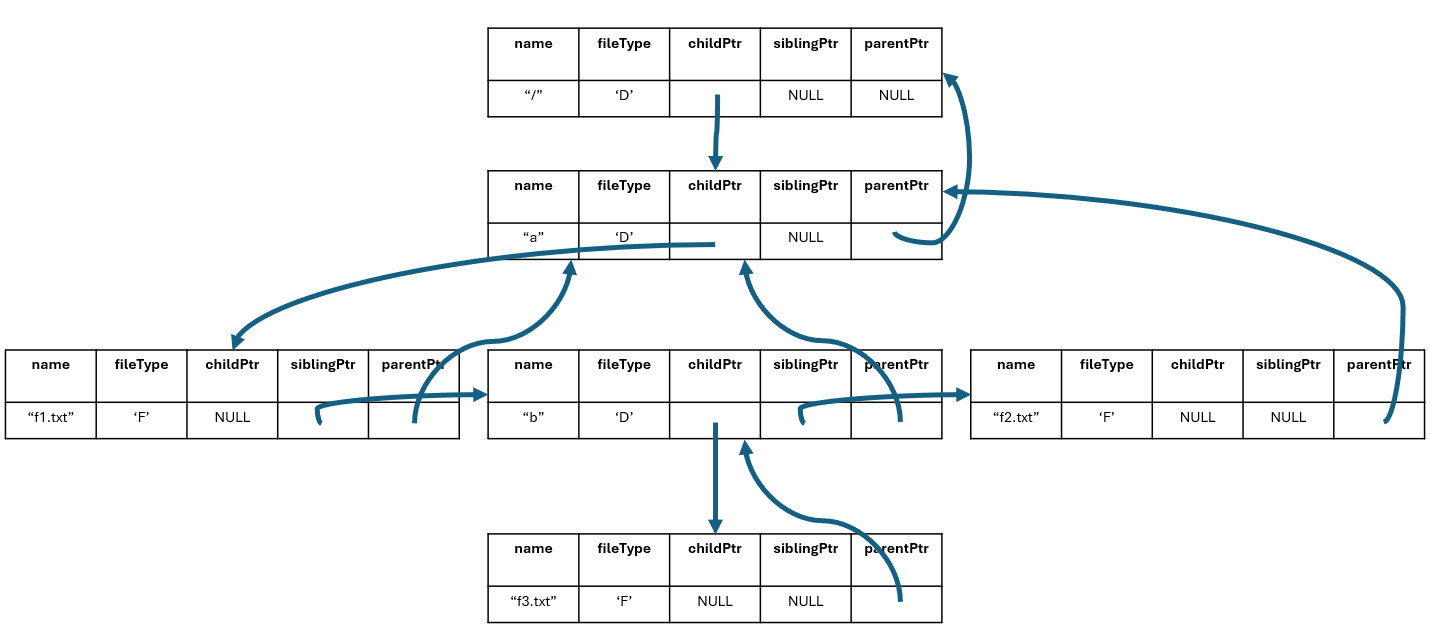 name fileType childPtr siblingPtr parentPtr
“/” ‘D’ NULL NULL
name fileType childPtr siblingPtr parentPtr
“a” ‘D’ NULL
name fileType childPtr siblingPtr parentPtr name fileType childPtr siblingPtr parentPtr name fileType childPtr siblingPtr parentPtr
“f1.txt” ‘F’ NULL “b” ‘D’ “f2.txt” ‘F’ NULL NULL
name fileType childPtr siblingPtr parentPtr
“f3.txt” ‘F’ NULL NULL